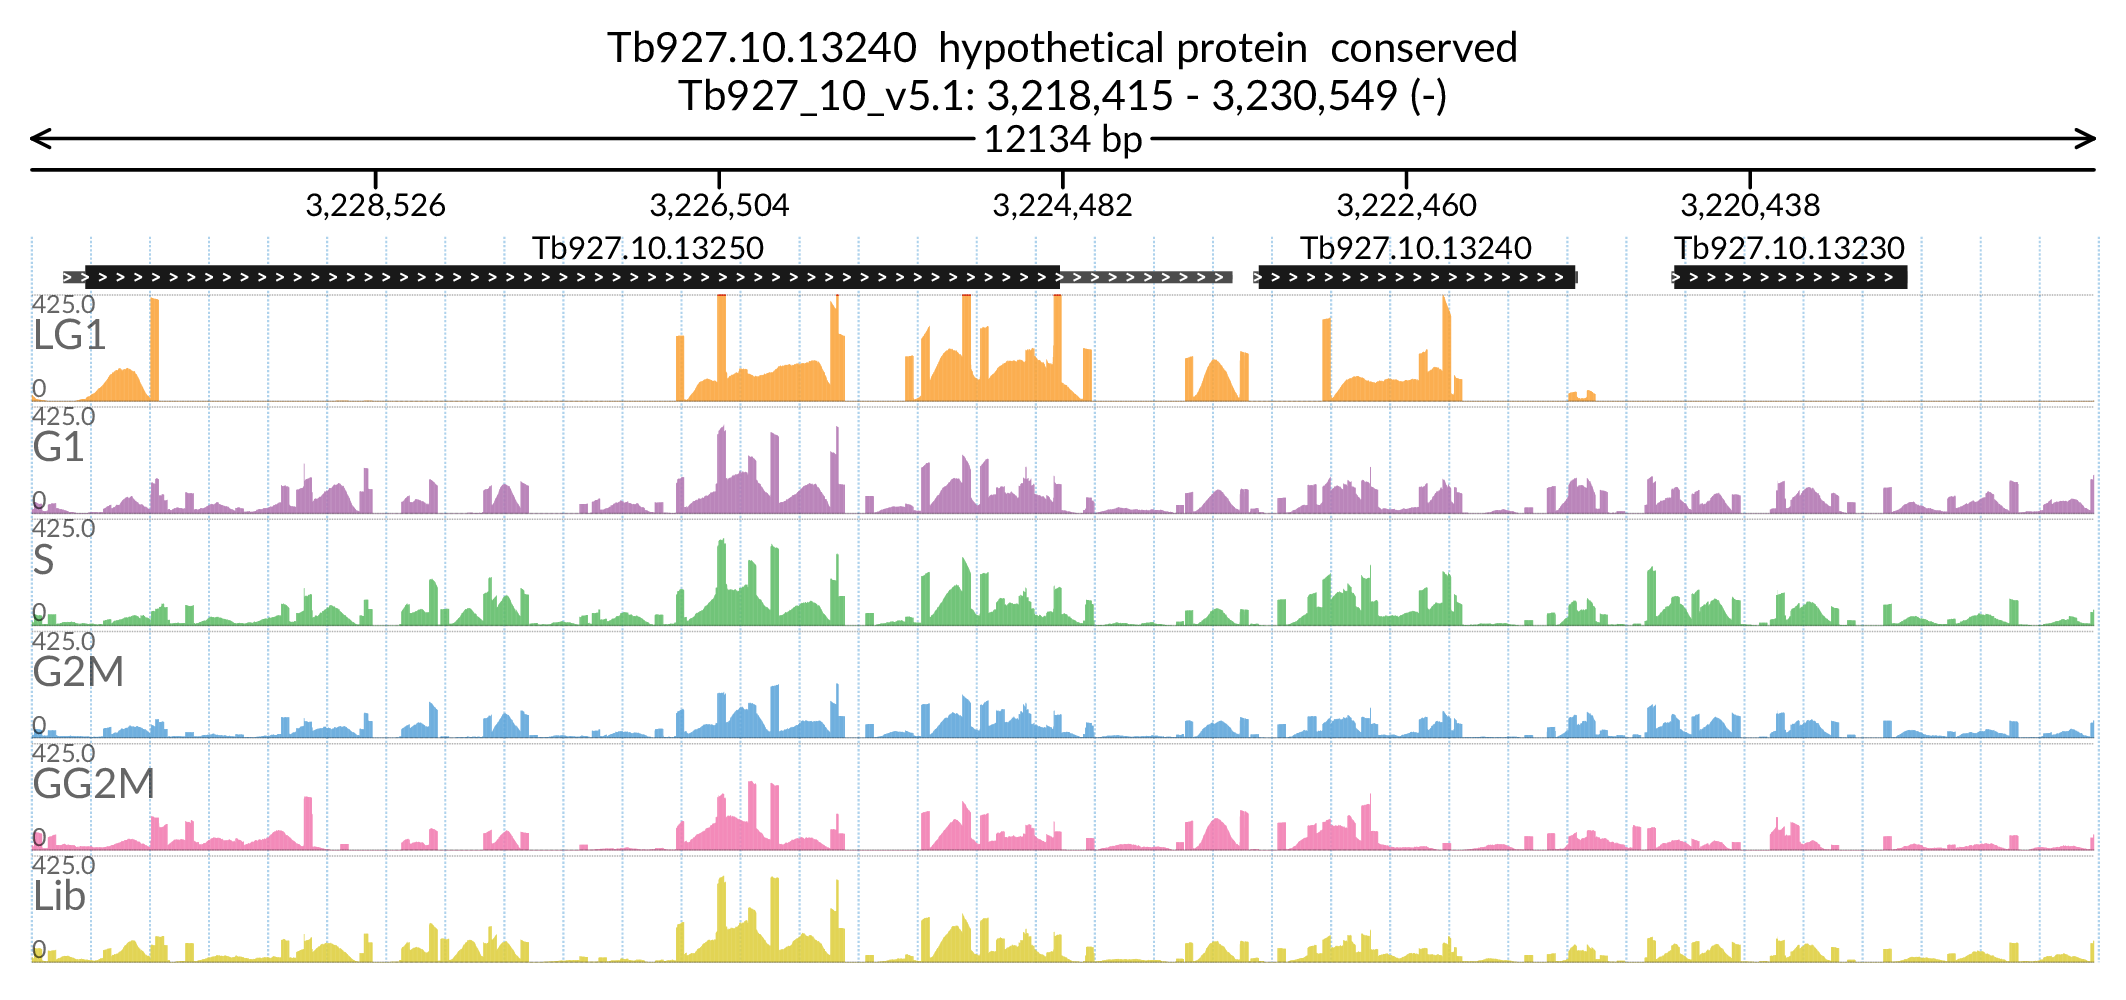 Tb927.10.13240 hypothetical protein conserved
Tb927_10_v5.1: 3,218,415 - 3,230,549 (-)
12134 bp
3,228,526 3,226,504 3,224,482 3,222,460 3,220,438
Tb927.10.13250 Tb927.10.13240 Tb927.10.13230
425.0
LG1
0
425.0
G1
0
425.0
S
0
425.0
G2M
0
425.0
GG2M
0
425.0
Lib
0